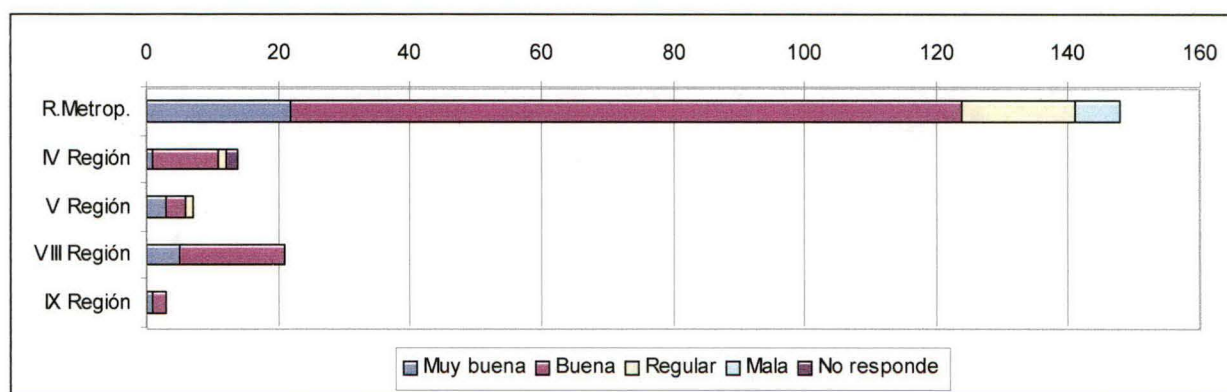 0 20 40 60 80 100 120 140 160
R.Metrop.
IV Región
V Región
VIII Región
IX Región
Muy buena Buena Regular Mala No responde